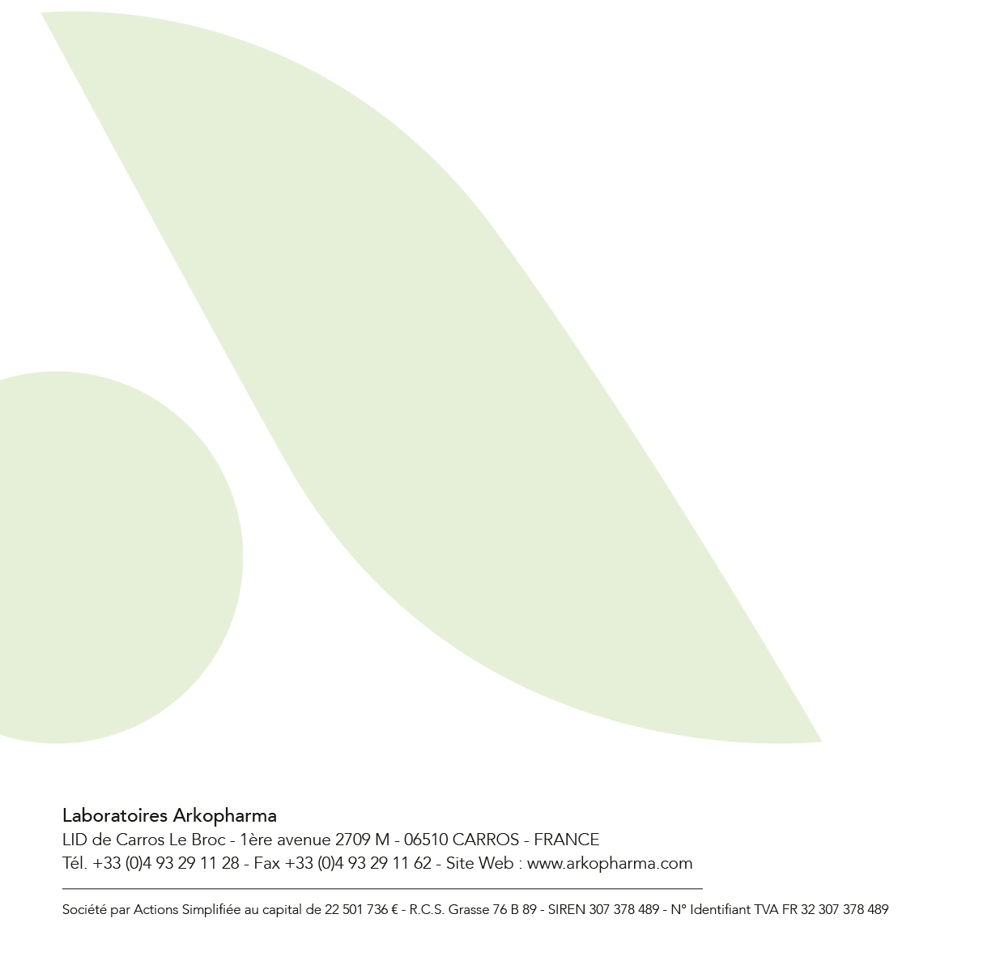 Laboratoires Arkopharma
LID de Carros Le Broc - 1ère avenue 2709 M - 06510 CARROS - FRANCE
Tél. +33 (0)4 93 29 11 28 - Fax +33 (0)4 93 29 11 62 - Site Web : www.arkopharma.com
Société par Actions Simplifiée au capital de 22 501 736 € - R.C.S. Grasse 76 B 89 - SIREN 307 378 489 - N° Identifiant TVA FR 32 307 378 489